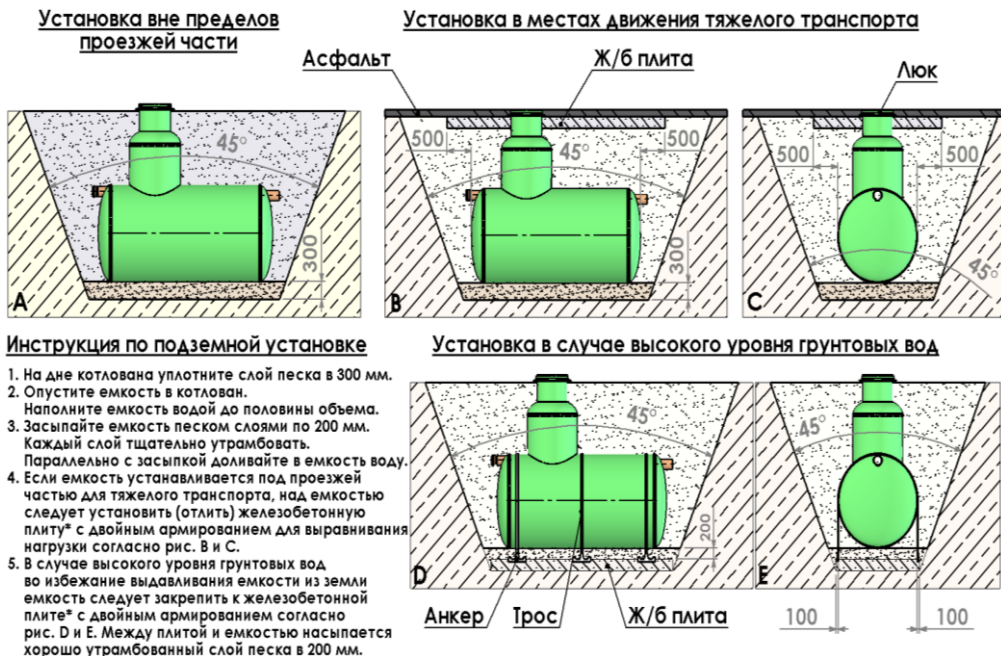 Установка вне пределов
проезжей части
Установка в местах движения тяжелого транспорта
Асфальт
Ж/б плита
Люк
45°
300
A
500
500
45°
300
B
500
500
45°
C
Инструкция по подземной установке
1. На дне котлована уплотните слой песка в 300 мм.
2. Опустите емкость в котлован.
Наполните емкость водой до половины объема.
3. Засыпайте емкость песком слоями по 200 мм.
Каждый слой тщательно утрамбовать.
Параллельно с засыпкой доливайте в емкость воду.
4. Если емкость устанавливается под проезжей
частью для тяжелого транспорта, над емкостью
следует установить (отлить) железобетонную
плиту* с двойным армированием для выравнивания
нагрузки согласно рис. B и C.
5. В случае высокого уровня грунтовых вод
во избежание выдавливания емкости из земли
емкость следует закрепить к железобетонной
плите* с двойным армированием согласно
рис. D и E. Между плитой и емкостью насыпается
хорошо утрамбованный слой песка в 200 мм.
Установка в случае высокого уровня грунтовых вод
45°
200
D
45°
E
Анкер
Трос
Ж/б плита
100
100